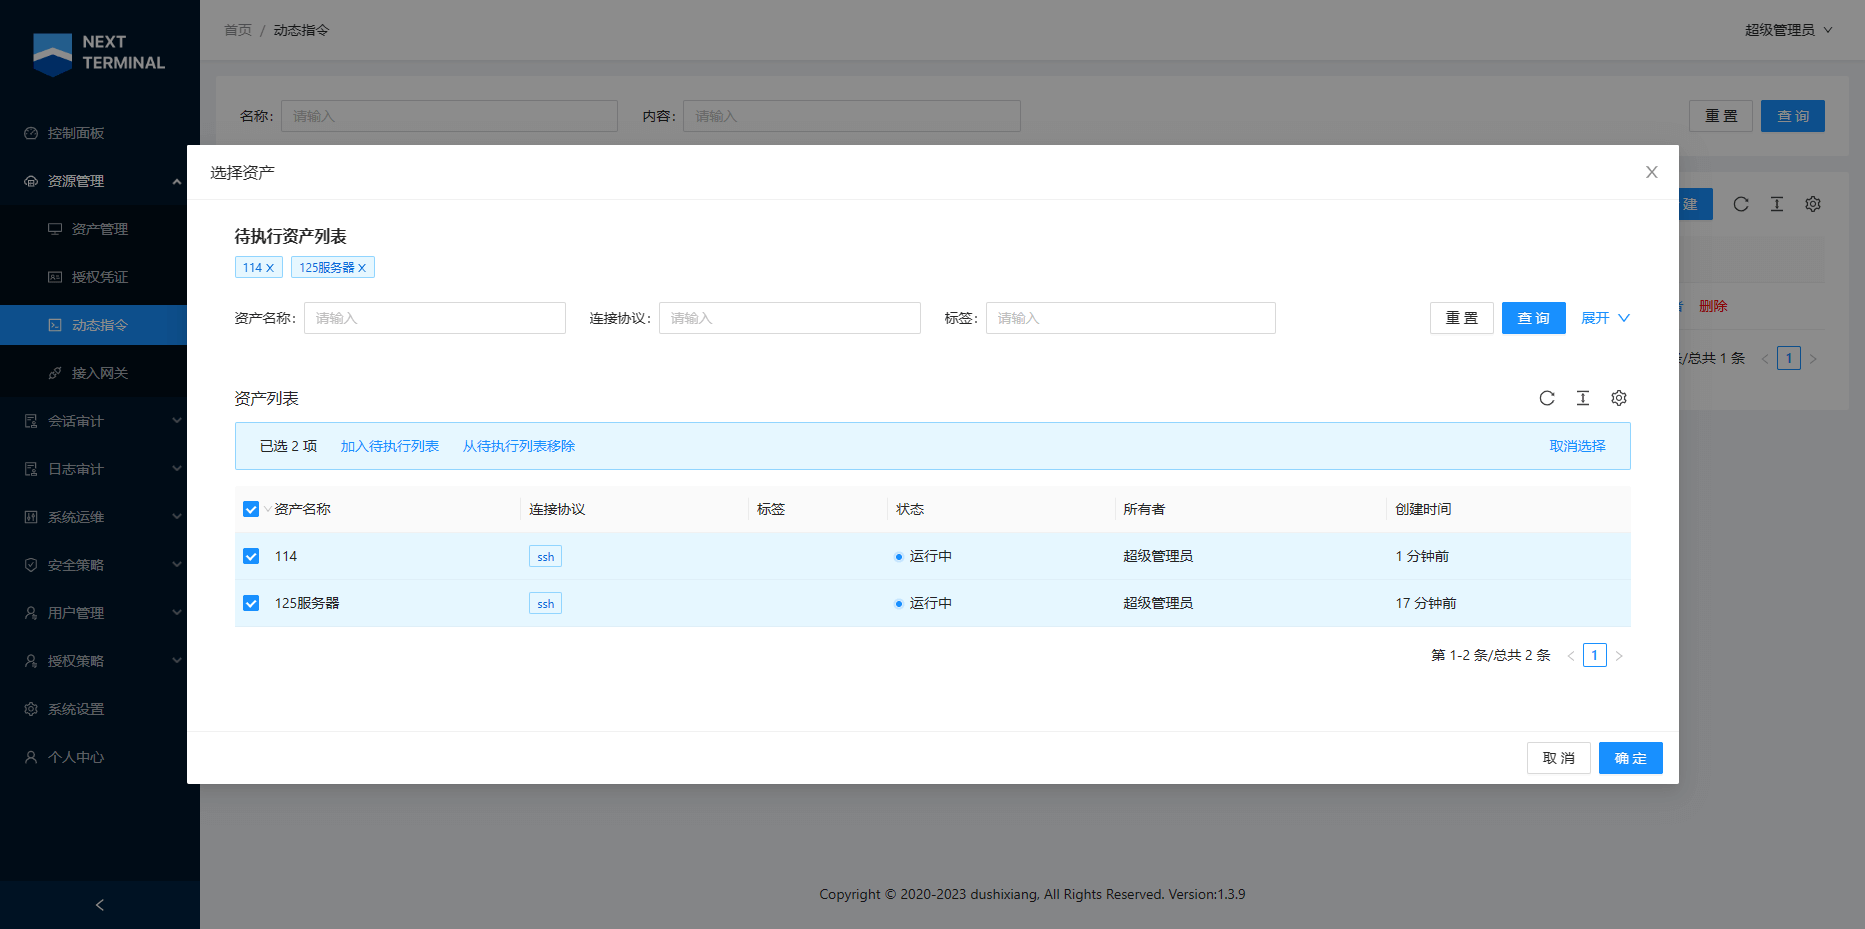 NEXT
TERMINAL
控制面板
资源管理
资产管理
授权凭证
动态指令
接入网关
会话审计
日志审计
系统运维
安全策略
用户管理
授权策略
系统设置
个人中心
首页 / 动态指令
超级管理员
名称: 请输入 内容: 请输入 重 置 查 询
建
删除
/总共 1 条 < 1 >
选择资产 X
待执行资产列表
114 X 125服务器 X
资产名称: 请输入 连接协议: 请输入 标签: 请输入 重 置 查 询 展开
资产列表
已选 2 项 加入待执行列表 从待执行列表移除 取消选择
资产名称 连接协议 标签 状态 所有者 创建时间
114 ssh 运行中 超级管理员 1 分钟前
125服务器 ssh 运行中 超级管理员 17 分钟前
第 1-2 条/总共 2 条 < 1 >
取 消 确 定
Copyright © 2020-2023 dushixiang, All Rights Reserved. Version:1.3.9